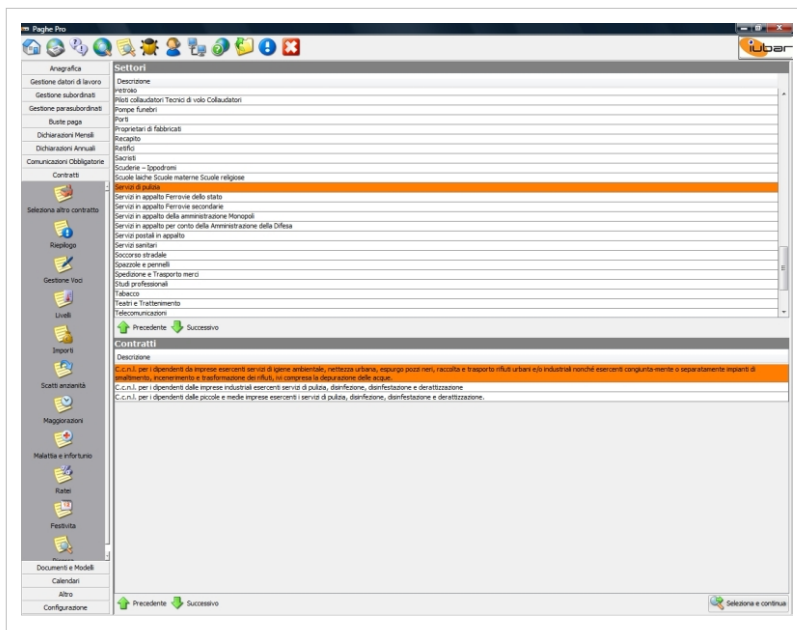 Paghe Pro
iubar
Anagrafica
Gestione datori di lavoro
Gestione subordinati
Gestione parasubordinati
Buste paga
Dichiarazioni Mensili
Dichiarazioni Annuali
Comunicazioni Obbligatorie
Contratti
Seleziona altro contratto
Riepilogo
Gestione Voci
Livelli
Importi
Scatti anzianità
Maggiorazioni
Malattia e infortunio
Ratei
Festivita
Documenti e Modelli
Calendari
Altro
Configurazione
Settori
Descrizione
Petrolio
Piloti collaudatori Tecnici di volo Collaudatori
Pompe funebri
Porti
Proprietari di fabbricati
Recapito
Retifici
Sacristi
Scuderie – Ippodromi
Scuole laiche Scuole materne Scuole religiose
Servizi di pulizia
Servizi in appalto Ferrovie dello stato
Servizi in appalto Ferrovie secondarie
Servizi in appalto della amministrazione Monopoli
Servizi in appalto per conto della Amministrazione della Difesa
Servizi postali in appalto
Servizi sanitari
Soccorso stradale
Spazzole e pennelli
Spedizione e Trasporto merci
Studi professionali
Tabacco
Teatri e Trattenimento
Telecomunicazioni
Precedente Successivo
Contratti
Descrizione
C.c.n.l. per i dipendenti da imprese esercenti servizi di igiene ambientale, nettezza urbana, espurgo pozzi neri, raccolta e trasporto rifiuti urbani e/o industriali nonché esercenti congiunta-mente o separatamente impianti di
smaltimento, incenerimento e trasformazione dei rifiuti, ivi compresa la depurazione delle acque.
C.c.n.l. per i dipendenti dalle imprese industriali esercenti servizi di pulizia, disinfezione, disinfestazione e derattizzazione
C.c.n.l. per i dipendenti dalle piccole e medie imprese esercenti i servizi di pulizia, disinfezione, disinfestazione e derattizzazione.
Precedente Successivo
Seleziona e continua